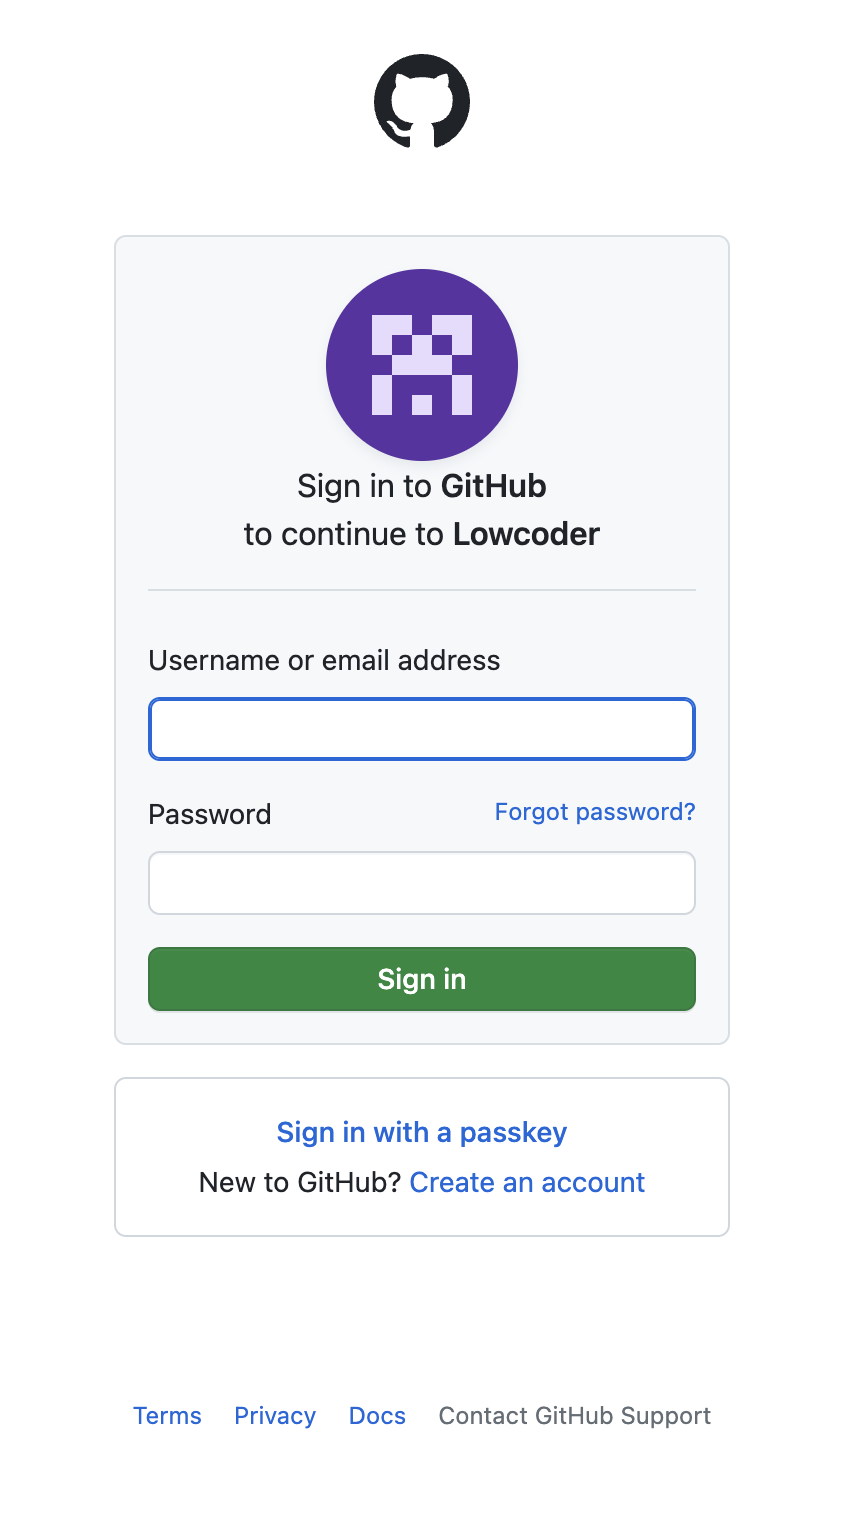 Sign in to GitHub
to continue to Lowcoder
Username or email address
Password Forgot password?
Sign in
Sign in with a passkey
New to GitHub? Create an account
Terms Privacy Docs Contact GitHub Support